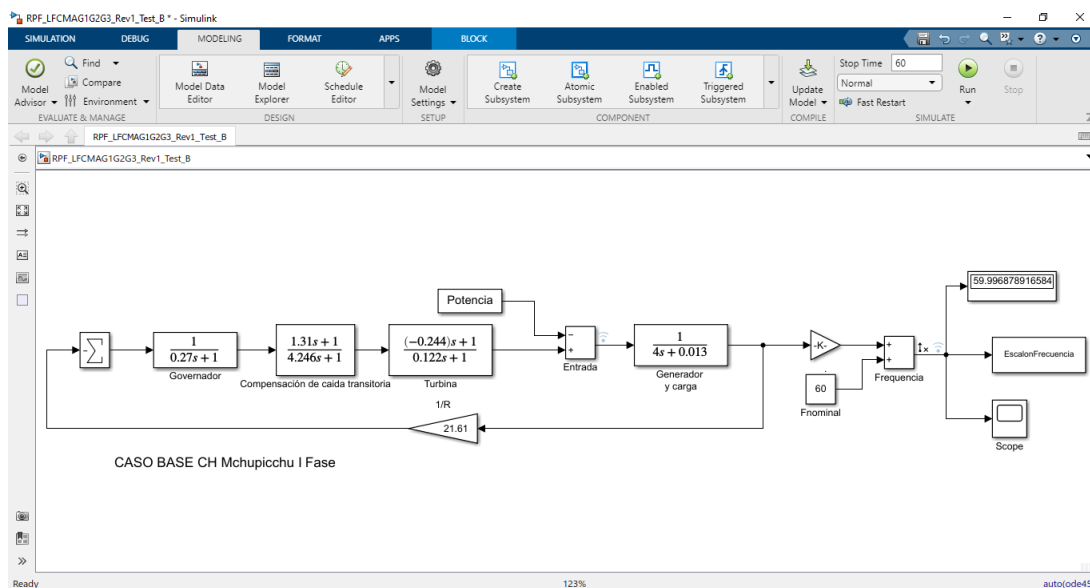 RPF_LFCMAG1G2G3_Rev1_Test_B * - Simulink
SIMULATION DEBUG MODELING FORMAT APPS BLOCK
Model Advisor
Find
Compare
Environment
Model Data Editor
Model Explorer
Schedule Editor
Model Settings
Create Subsystem
Atomic Subsystem
Enabled Subsystem
Triggered Subsystem
Update Model
Stop Time 60
Normal
Fast Restart
Run
Stop
EVALUATE & MANAGE DESIGN SETUP COMPONENT COMPILE SIMULATE
RPF_LFCMAG1G2G3_Rev1_Test_B
RPF_LFCMAG1G2G3_Rev1_Test_B
59.996878916584
Potencia
1
0.27s + 1
Governador
1.31s + 1
4.246s + 1
Compensación de caida transitoria
(−0.244)s + 1
0.122s + 1
Turbina
Entrada
1
4s + 0.013
Generador
y carga
-K-
60
Fnominal
Frequencia
EscalonFrecuencia
Scope
1/R
21.61
CASO BASE CH Mchupicchu I Fase
Ready 123% auto(ode45